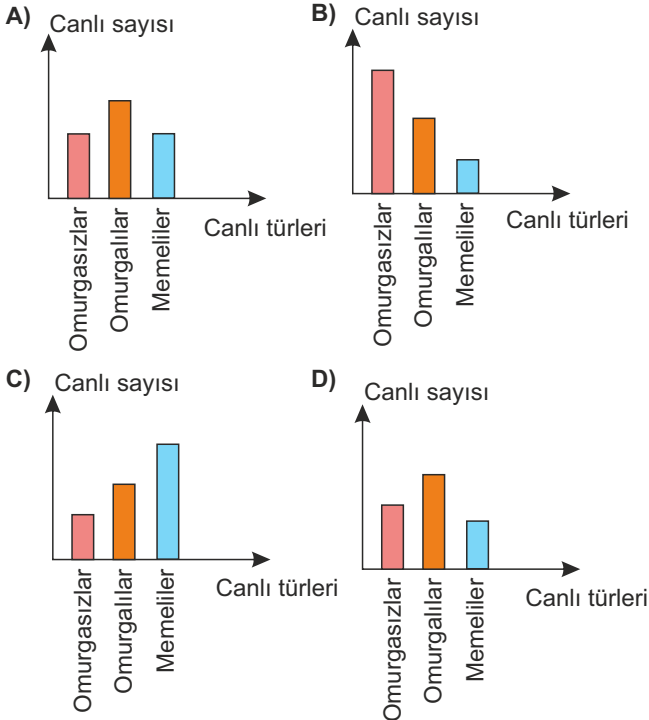 A) Canlı sayısı
Omurgasızlar
Omurgalılar
Memeliler
Canlı türleri
B) Canlı sayısı
Omurgasızlar
Omurgalılar
Memeliler
Canlı türleri
C) Canlı sayısı
Omurgasızlar
Omurgalılar
Memeliler
Canlı türleri
D) Canlı sayısı
Omurgasızlar
Omurgalılar
Memeliler
Canlı türleri